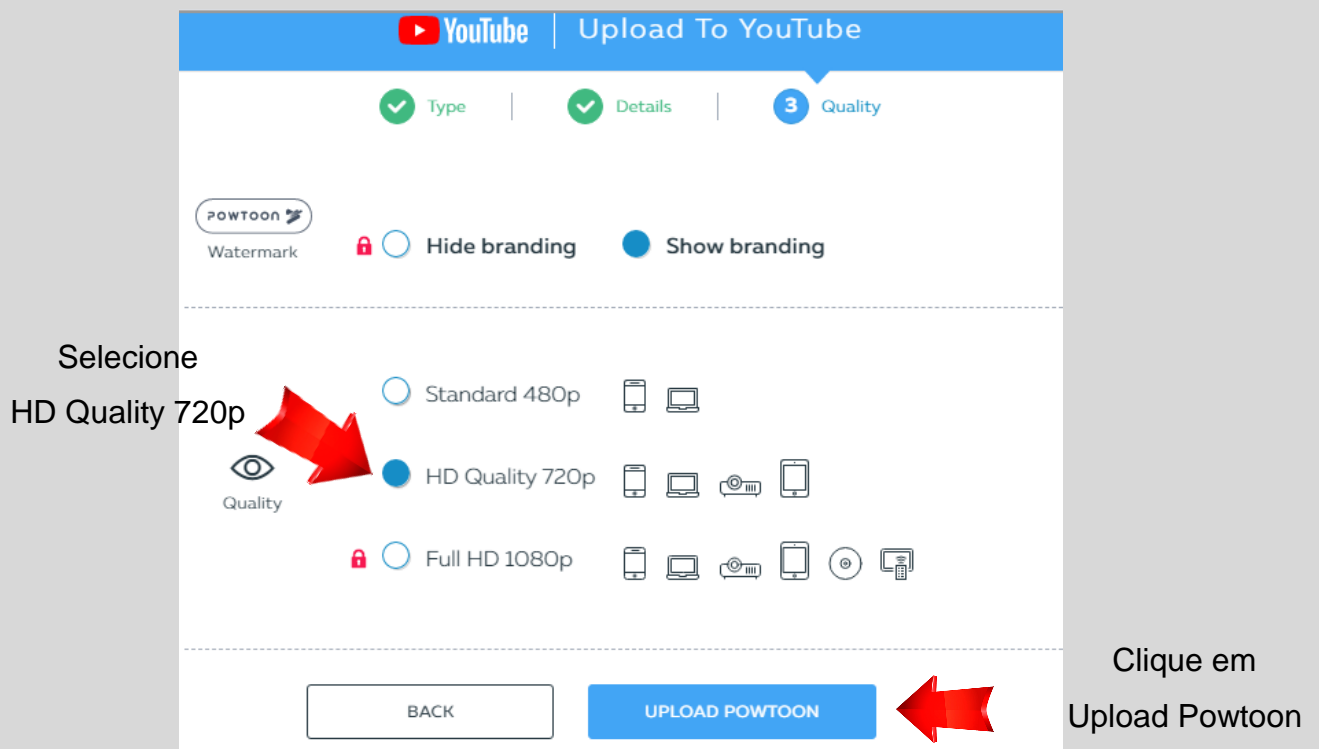 YouTube | Upload To YouTube
Type | Details | 3 Quality
POWTOON
Watermark
Hide branding Show branding
Selecione
HD Quality 720p
Standard 480p
HD Quality 720p
Quality
Full HD 1080p
BACK UPLOAD POWTOON
Clique em
Upload Powtoon